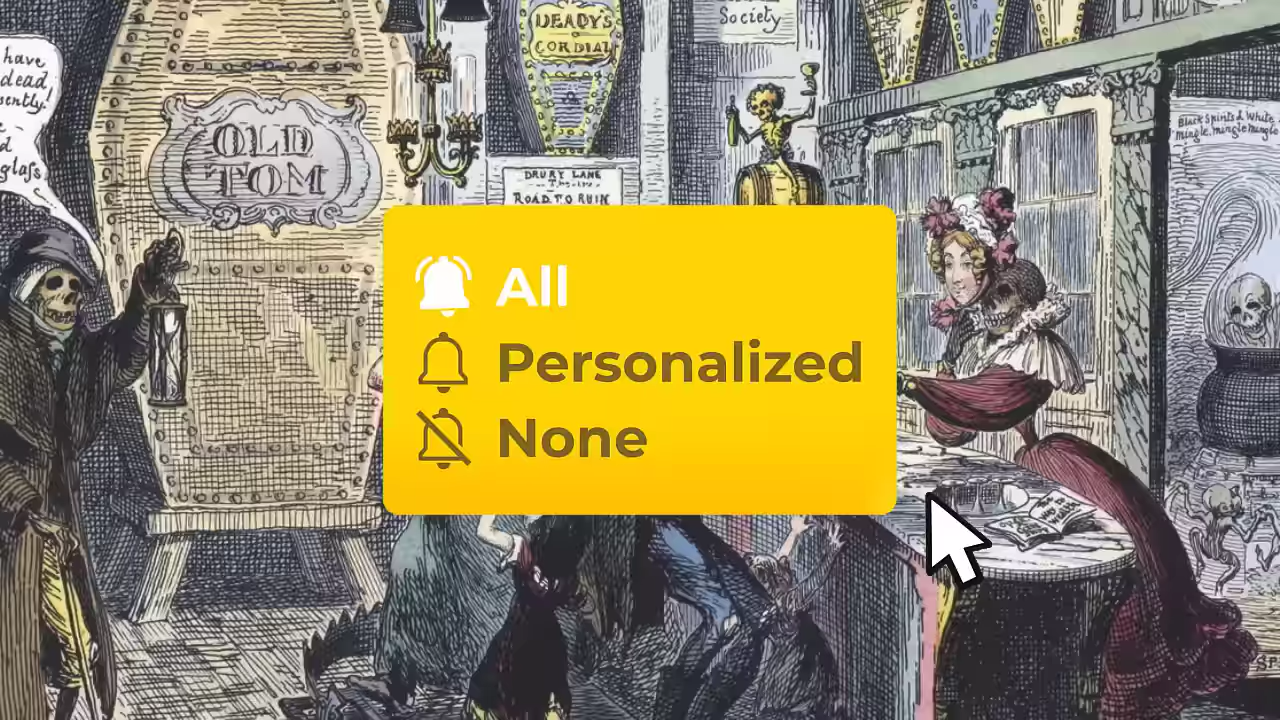 have
dead
sently!
d
glass
OLD
TOM
DEADY'S
CORDIAL
Society
DRURY LANE
ROAD TO RUIN
Black Spirits & White,
mingle, mingle mingle
All
Personalized
None